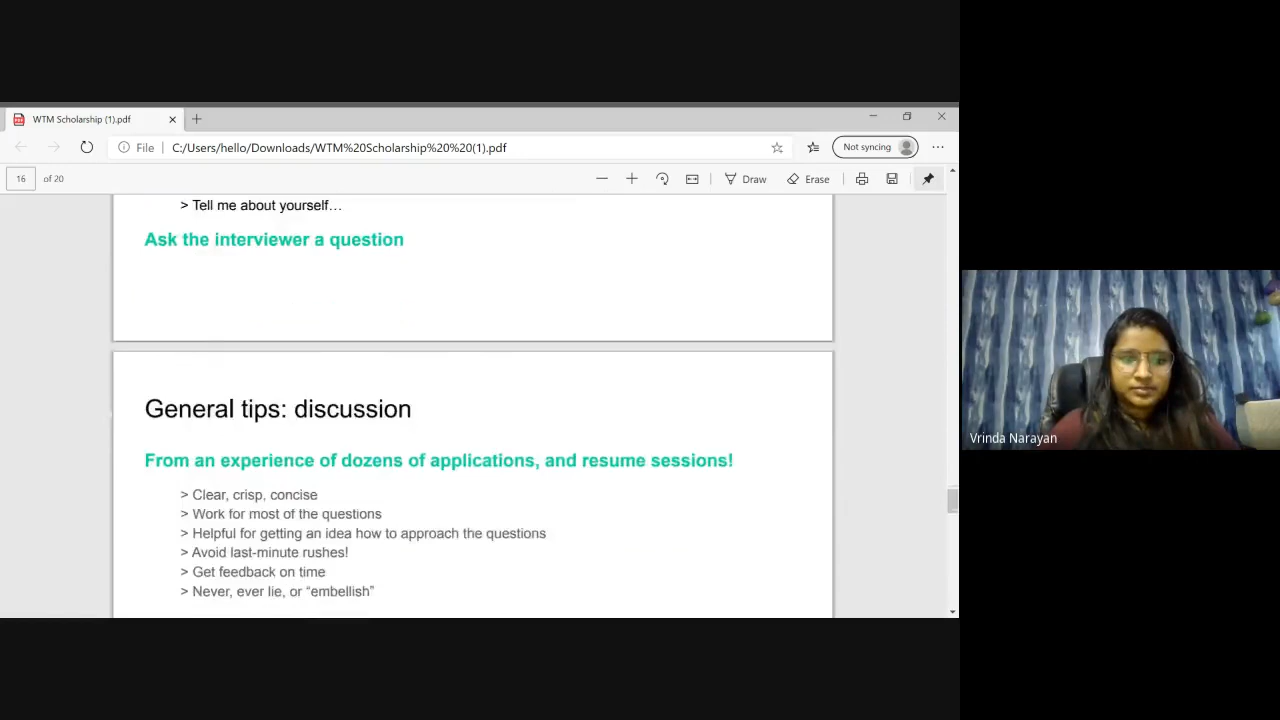 WTM Scholarship (1).pdf
File
C:/Users/hello/Downloads/WTM%20Scholarship%20%20(1).pdf
Not syncing
16 of 20
Draw
Erase
> Tell me about yourself…
Ask the interviewer a question
General tips: discussion
From an experience of dozens of applications, and resume sessions!
> Clear, crisp, concise
> Work for most of the questions
> Helpful for getting an idea how to approach the questions
> Avoid last-minute rushes!
> Get feedback on time
> Never, ever lie, or “embellish”
Vrinda Narayan